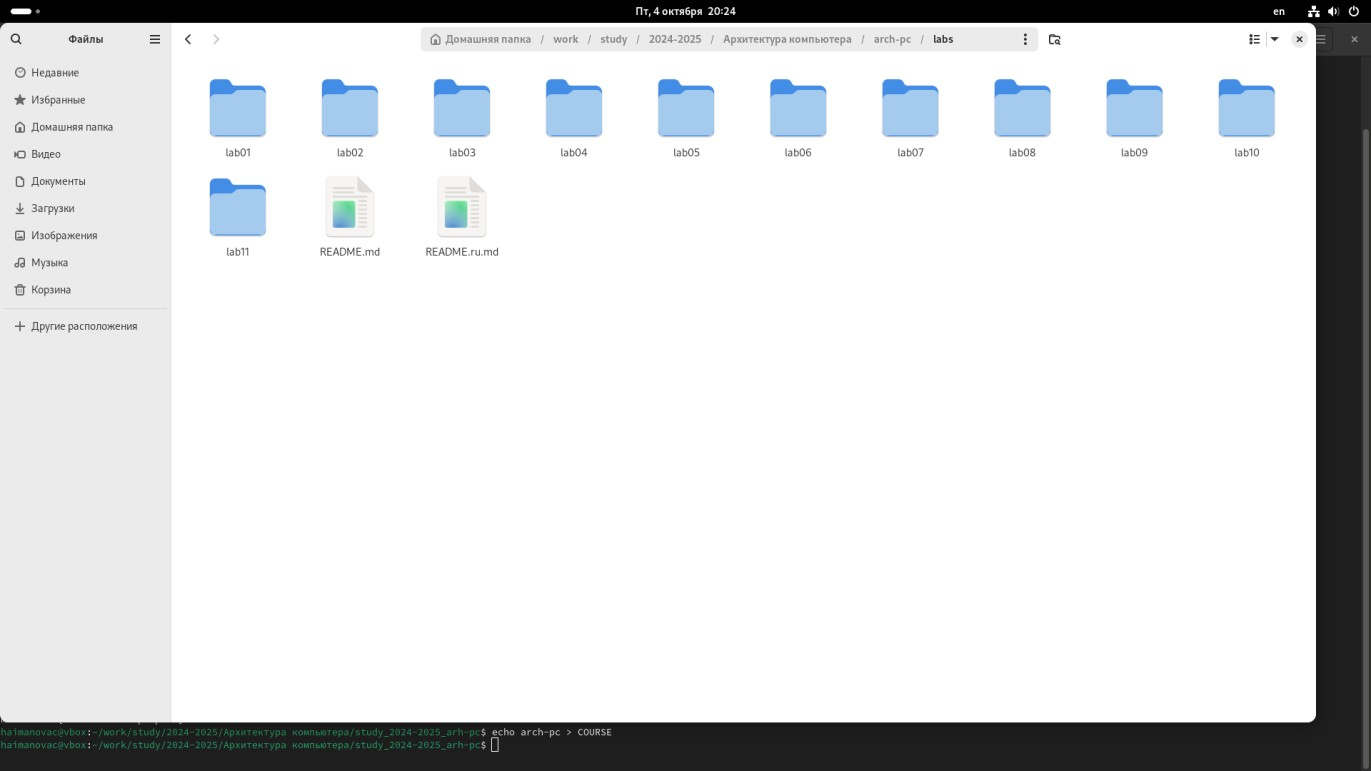 Пт, 4 октября 20:24
en
Файлы
Домашняя папка / work / study / 2024-2025 / Архитектура компьютера / arch-pc / labs
Недавние
Избранные
Домашняя папка
Видео
Документы
Загрузки
Изображения
Музыка
Корзина
Другие расположения
lab01 lab02 lab03 lab04 lab05 lab06 lab07 lab08 lab09 lab10
lab11 README.md README.ru.md
haimanovac@vbox:~/work/study/2024-2025/Архитектура компьютера/study_2024-2025_arh-pc$ echo arch-pc > COURSE
haimanovac@vbox:~/work/study/2024-2025/Архитектура компьютера/study_2024-2025_arh-pc$